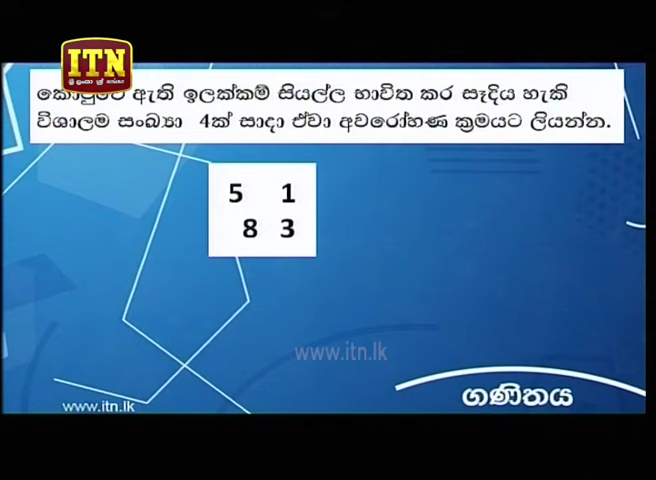 ITN
ශ්‍රී ලංකා ප්‍රී නාලිකා
ඇති ඉලක්කම් සියල්ල භාවිත කර සෑදිය හැකි
විශාලම සංඛ්‍යා 4ක් සාදා ඒවා අවරෝහණ ක්‍රමයට ලියන්න.
5 1
8 3
www.itn.lk
www.itn.lk
ගණිතය